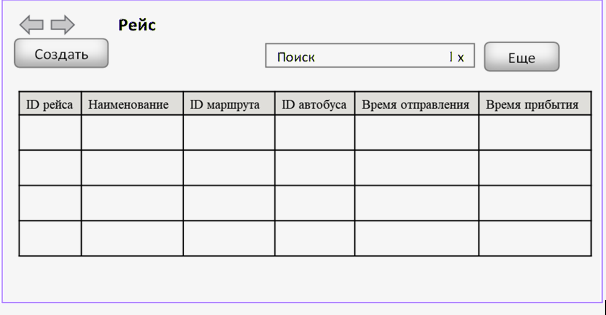 Рейс
Создать
Поиск x
Еще
ID рейса Наименование ID маршрута ID автобуса Время отправления Время прибытия